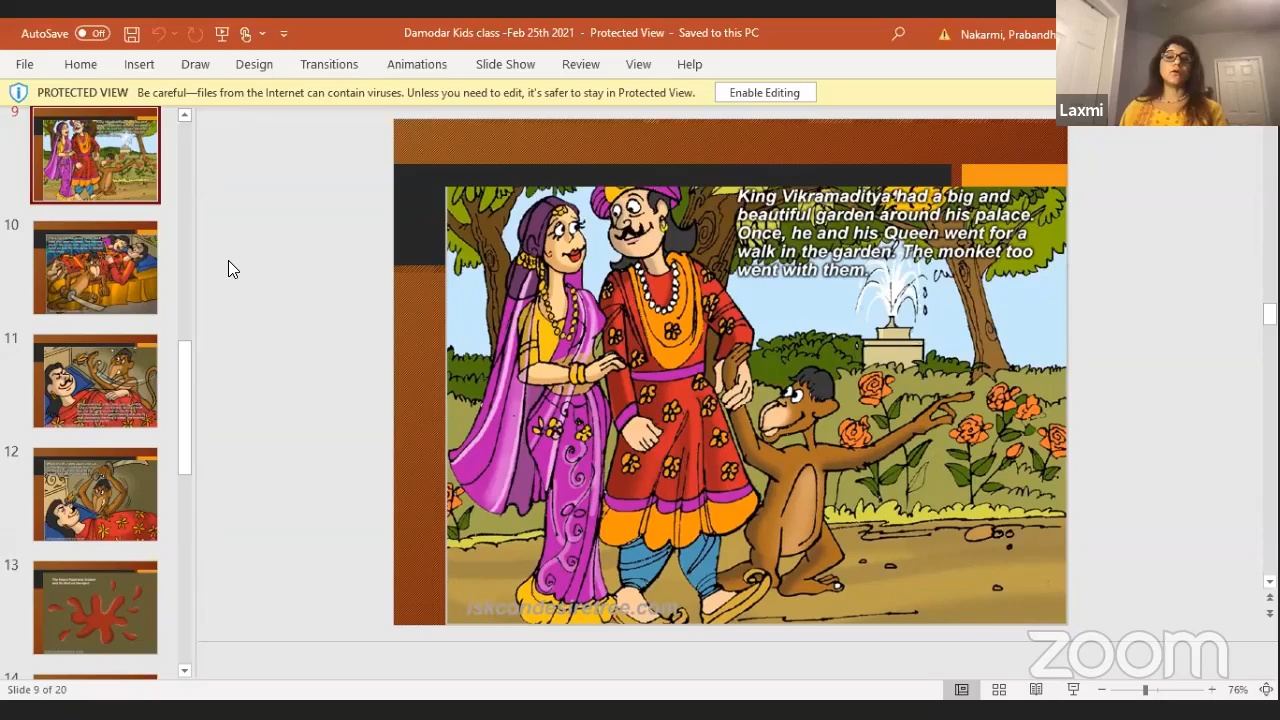 AutoSave Off
Damodar Kids class -Feb 25th 2021 - Protected View - Saved to this PC
Nakarmi, Prabandh
Laxmi
File Home Insert Draw Design Transitions Animations Slide Show Review View Help
PROTECTED VIEW Be careful—files from the Internet can contain viruses. Unless you need to edit, it's safer to stay in Protected View. Enable Editing
9
10
11
12
13
14
King Vikramaditya had a big and
beautiful garden around his palace.
Once, he and his Queen went for a
walk in the garden. The monket too
went with them.
iskcondesiretree.com
zoom
Slide 9 of 20
76%